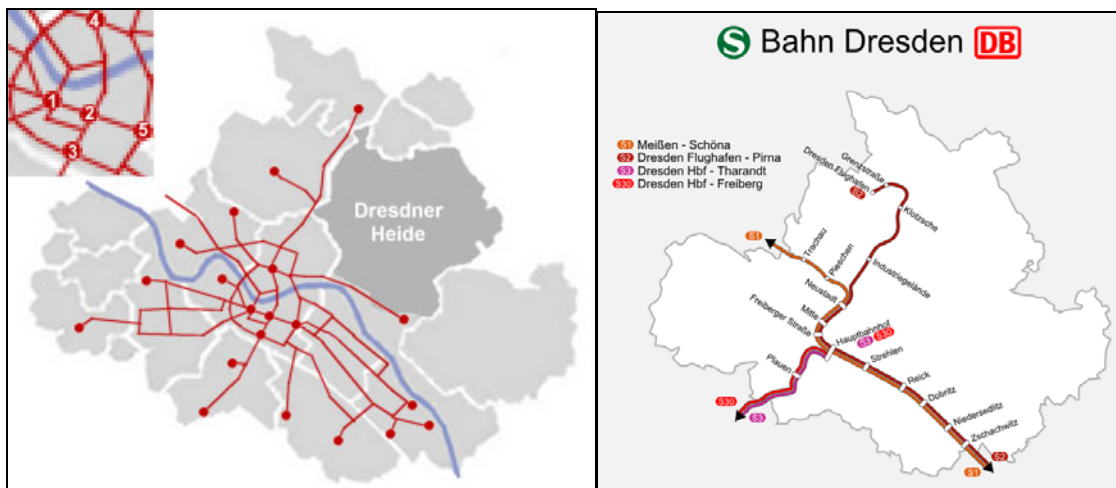 4
1
2
5
3
Dresdner
Heide
S Bahn Dresden DB
S1 Meißen - Schöna
S2 Dresden Flughafen - Pirna
S3 Dresden Hbf - Tharandt
S30 Dresden Hbf - Freiberg
Grenzstraße
Dresden Flughafen
S2
Klotzsche
S1
Trachau
Pieschen
Industriegelände
Neustadt
Mitte
Freiberger Straße
Hauptbahnhof
S3 S30
Strehlen
Plauen
Reick
Dobritz
S30
S3
Niedersedlitz
Zschachwitz
S2
S1